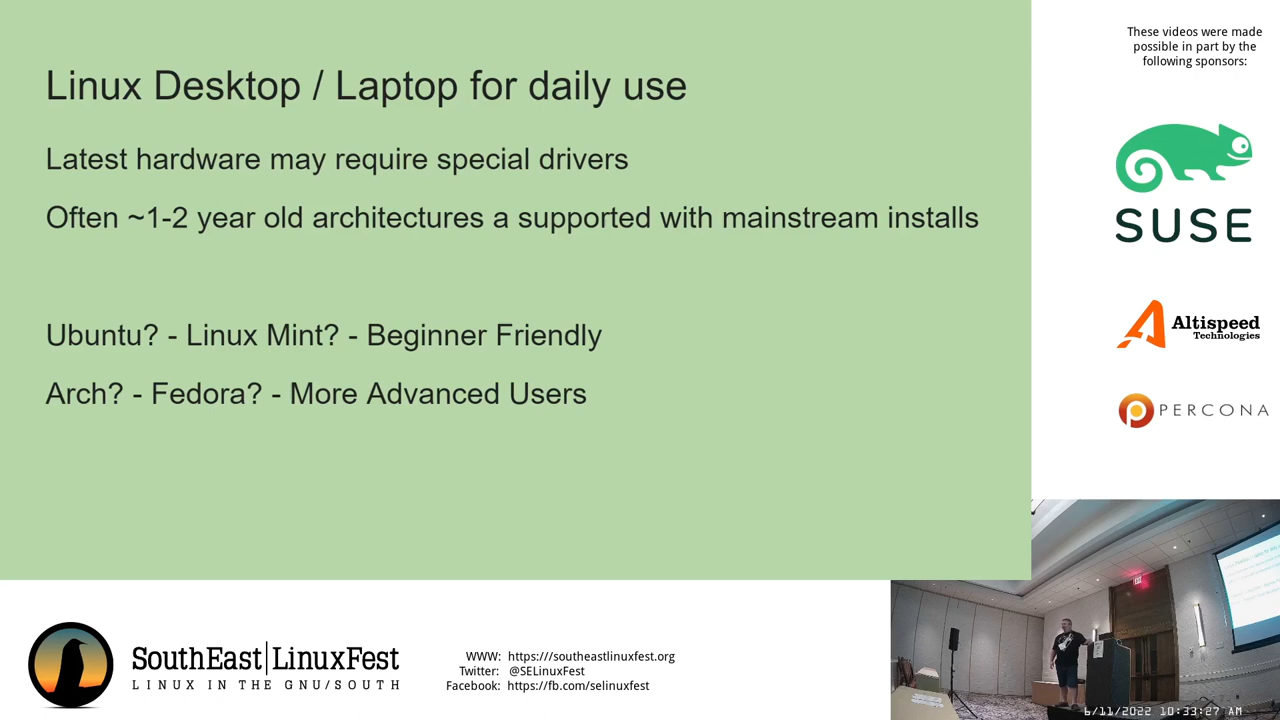 Linux Desktop / Laptop for daily use
Latest hardware may require special drivers
Often ~1-2 year old architectures a supported with mainstream installs
Ubuntu? - Linux Mint? - Beginner Friendly
Arch? - Fedora? - More Advanced Users
These videos were made
possible in part by the
following sponsors:
SUSE
Altispeed
Technologies
PERCONA
SouthEast|LinuxFest
LINUX IN THE GNU/SOUTH
WWW: https://southeastlinuxfest.org
Twitter: @SELinuxFest
Facebook: https://fb.com/selinuxfest
6/11/2022 10:33:27 AM